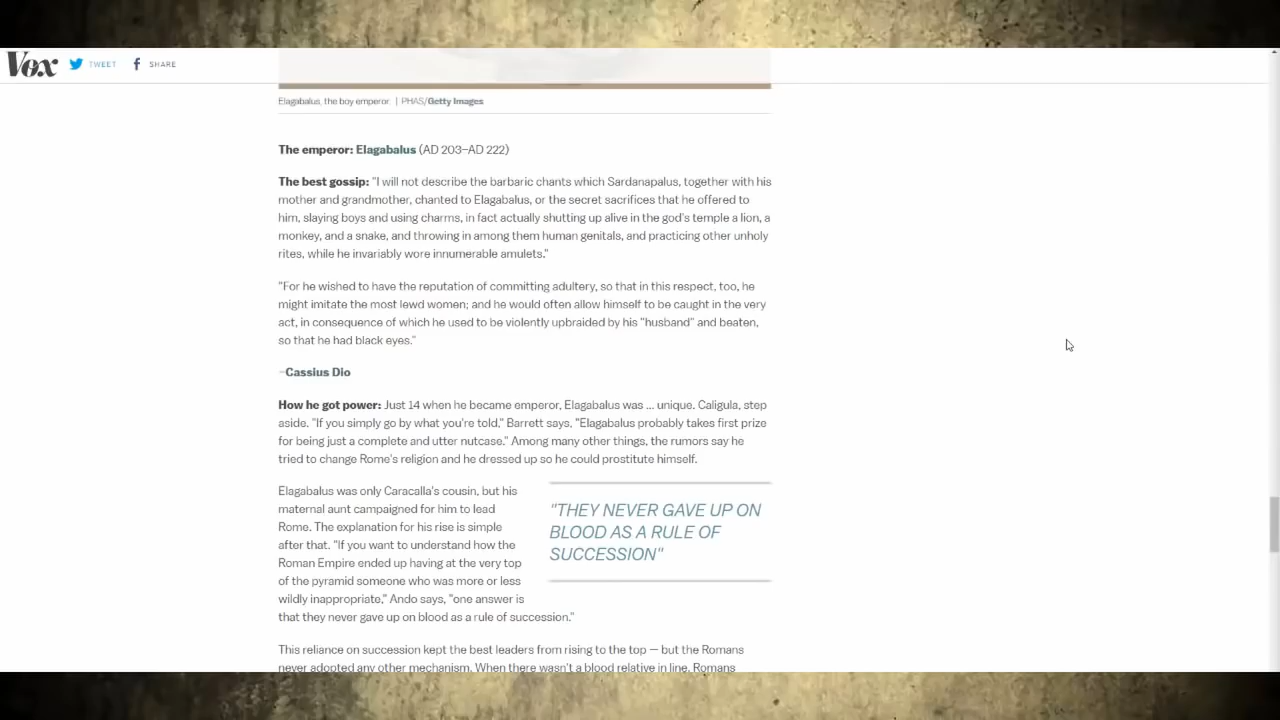 Vox TWEET SHARE
Elagabalus, the boy emperor. | PHAS/Getty Images
The emperor: Elagabalus (AD 203–AD 222)
The best gossip: "I will not describe the barbaric chants which Sardanapalus, together with his
mother and grandmother, chanted to Elagabalus, or the secret sacrifices that he offered to
him, slaying boys and using charms, in fact actually shutting up alive in the god's temple a lion, a
monkey, and a snake, and throwing in among them human genitals, and practicing other unholy
rites, while he invariably wore innumerable amulets."
"For he wished to have the reputation of committing adultery, so that in this respect, too, he
might imitate the most lewd women; and he would often allow himself to be caught in the very
act, in consequence of which he used to be violently upbraided by his "husband" and beaten,
so that he had black eyes."
–Cassius Dio
How he got power: Just 14 when he became emperor, Elagabalus was ... unique. Caligula, step
aside. "If you simply go by what you're told," Barrett says, "Elagabalus probably takes first prize
for being just a complete and utter nutcase." Among many other things, the rumors say he
tried to change Rome's religion and he dressed up so he could prostitute himself.
Elagabalus was only Caracalla's cousin, but his
maternal aunt campaigned for him to lead
Rome. The explanation for his rise is simple
after that. "If you want to understand how the
Roman Empire ended up having at the very top
of the pyramid someone who was more or less
wildly inappropriate," Ando says, "one answer is
that they never gave up on blood as a rule of succession."
"THEY NEVER GAVE UP ON
BLOOD AS A RULE OF
SUCCESSION"
This reliance on succession kept the best leaders from rising to the top — but the Romans
never adopted any other mechanism. When there wasn't a blood relative in line, Romans